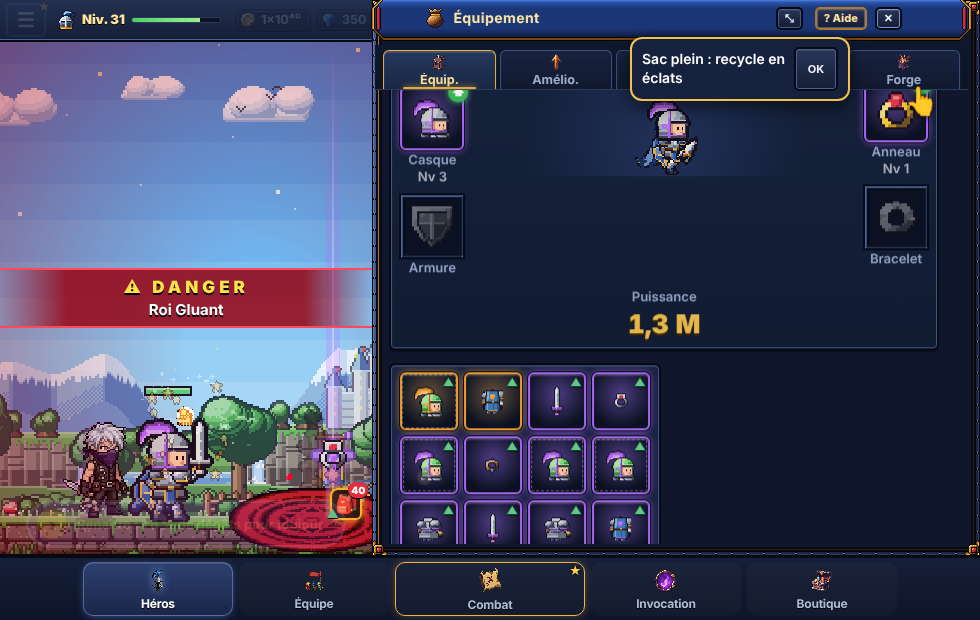 Niv. 31
1×10⁴⁰
350
Équipement
? Aide
Équip.
Amélio.
Sac plein : recycle en
éclats
OK
Forge
Casque
Nv 3
Anneau
Nv 1
Armure
Bracelet
Puissance
1,3 M
DANGER
Roi Gluant
40
Héros
Équipe
Combat
Invocation
Boutique